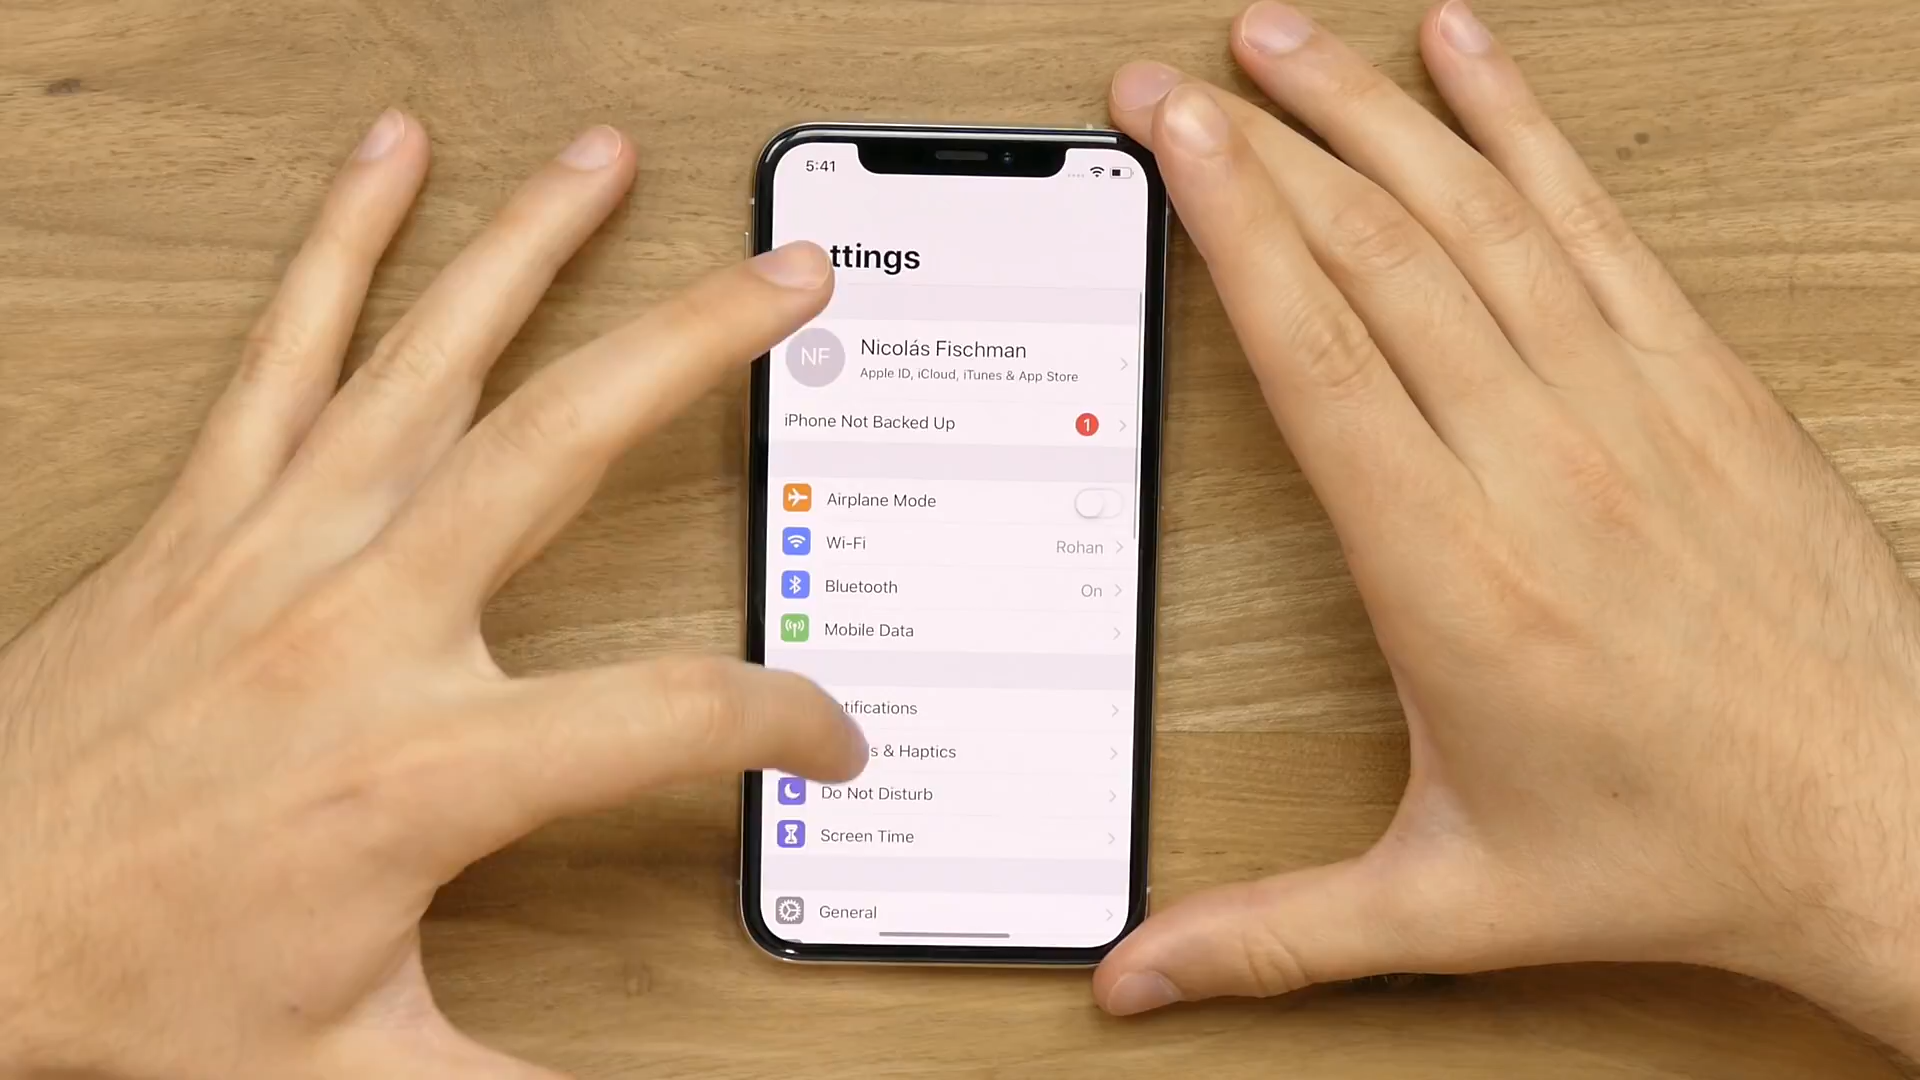 5:41
ttings
NF
Nicolás Fischman
Apple ID, iCloud, iTunes & App Store
iPhone Not Backed Up 1
Airplane Mode
Wi-Fi Rohan
Bluetooth On
Mobile Data
tifications
s & Haptics
Do Not Disturb
Screen Time
General